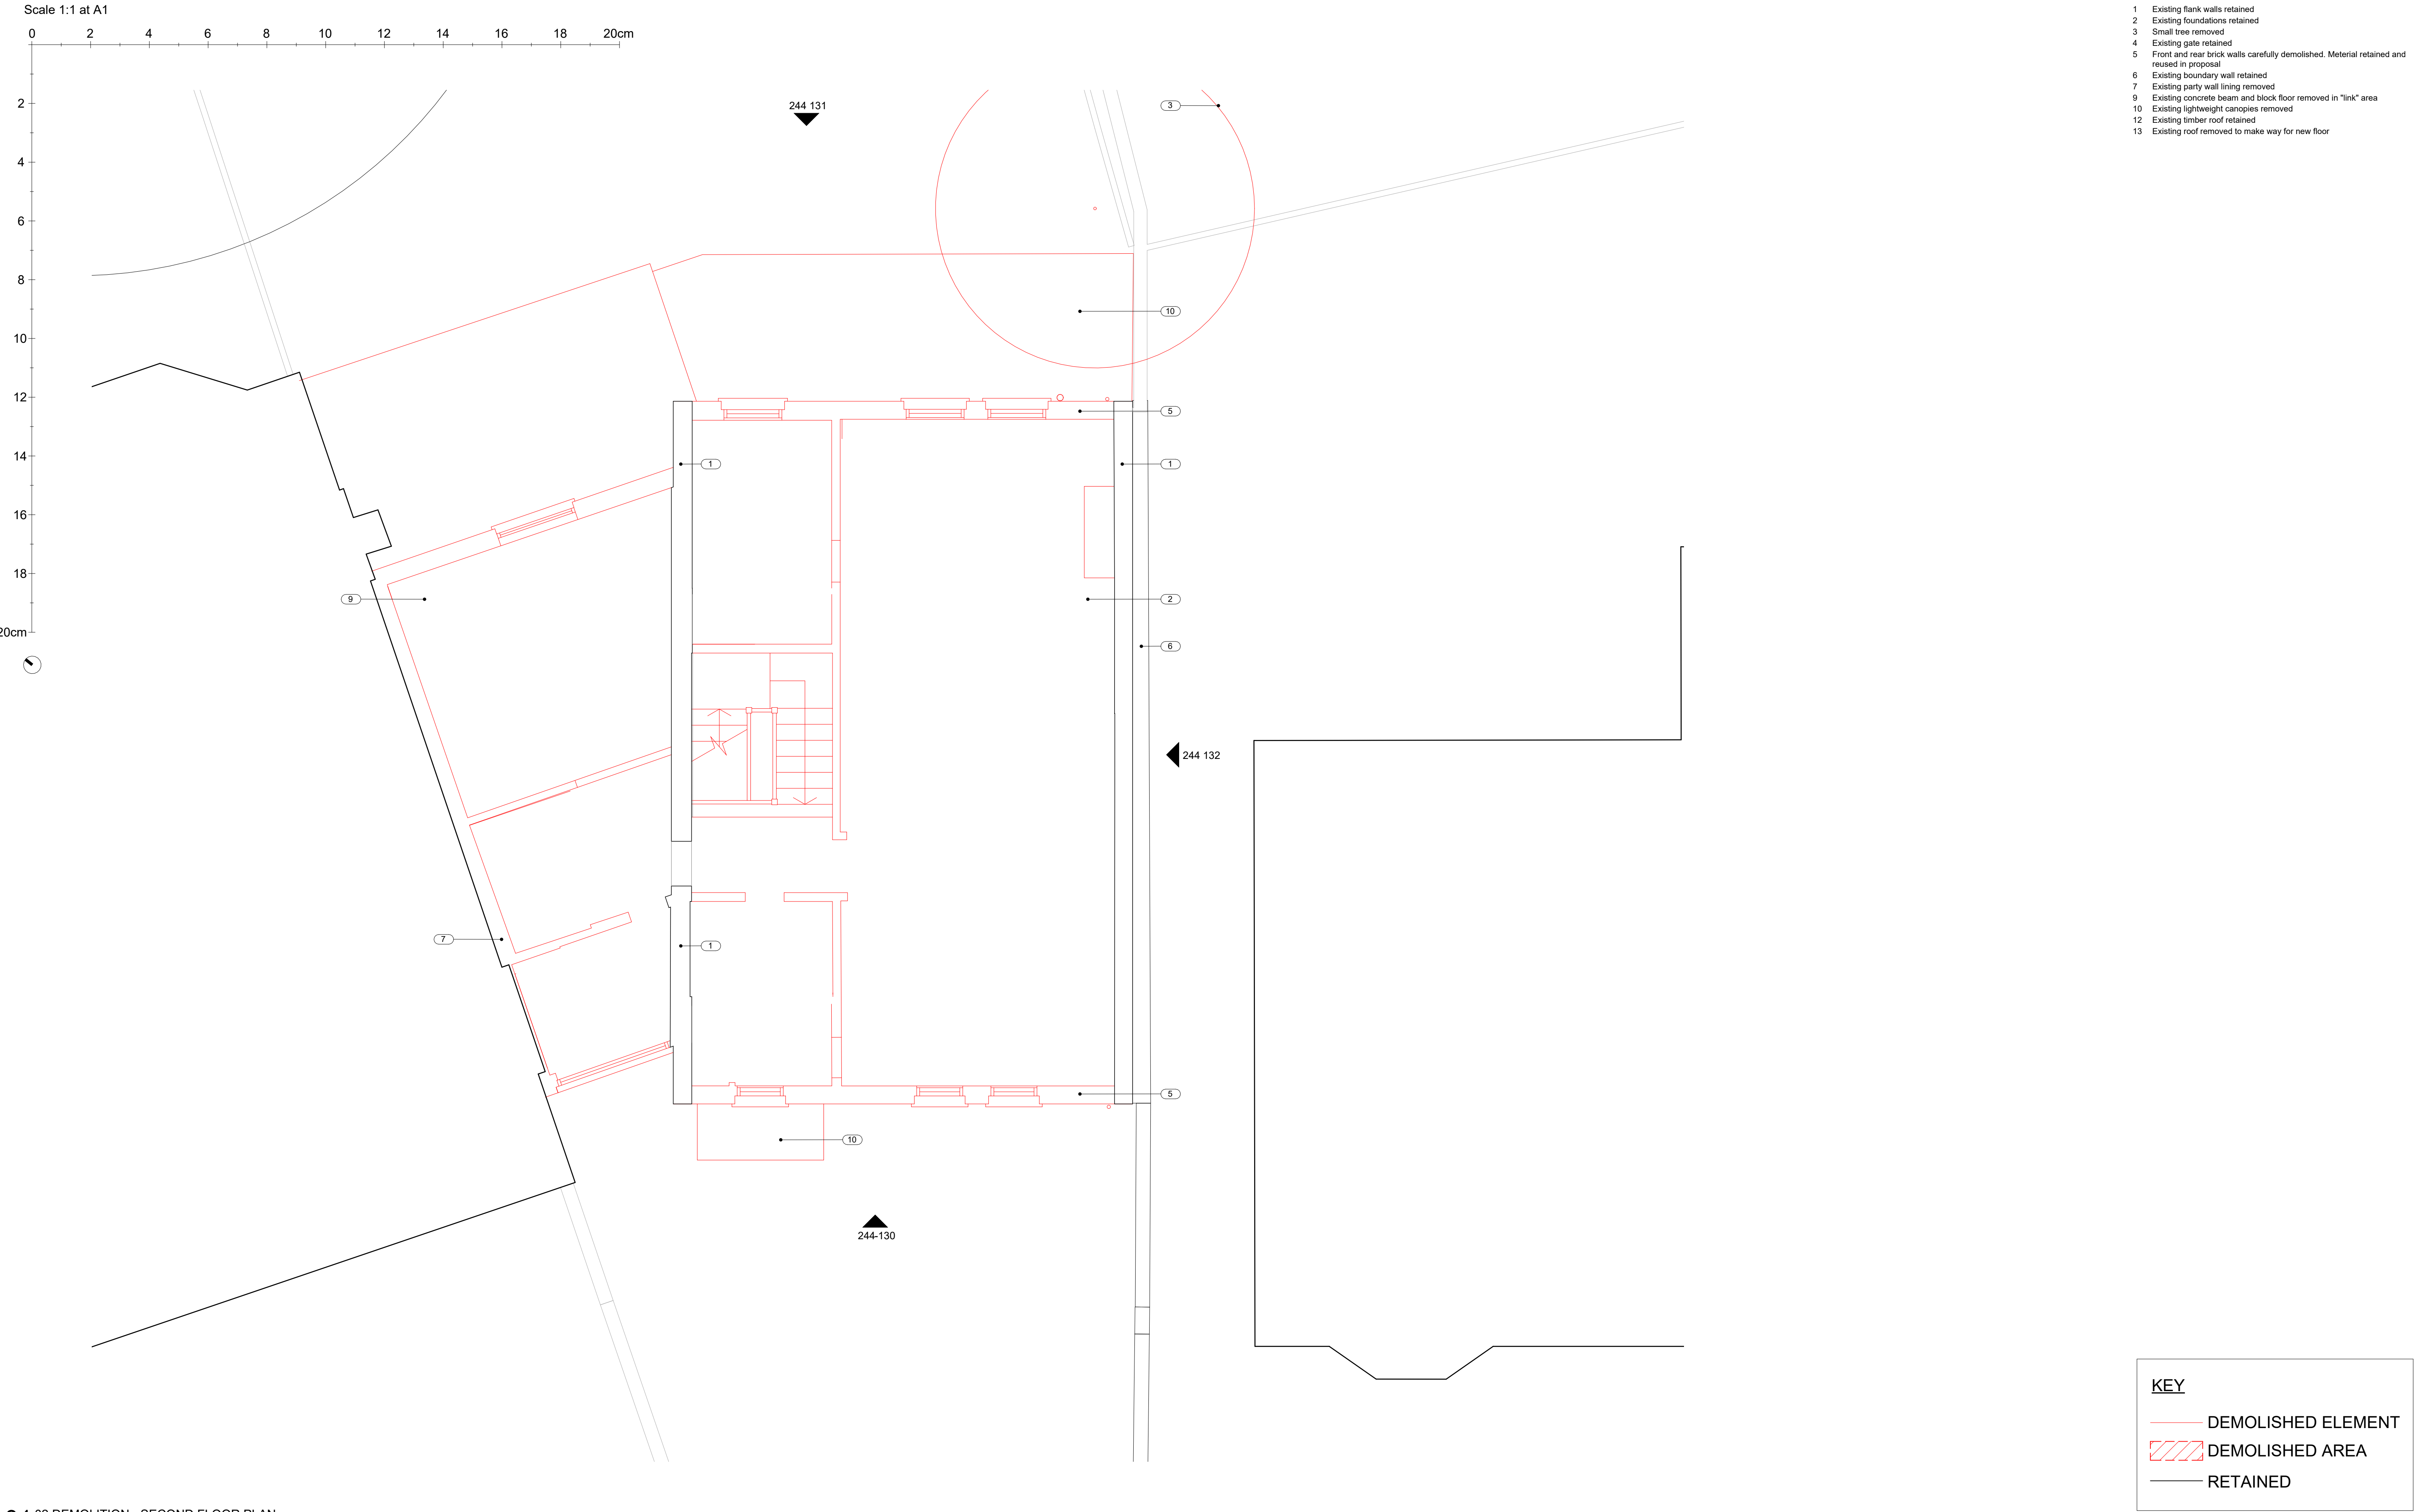 Scale 1:1 at A1
0 2 4 6 8 10 12 14 16 18 20cm
2
4
6
8
10
12
14
16
18
20cm
244 131
3
10
5
1
1
9
2
6
244 132
7
1
5
10
244-130
1 Existing flank walls retained
2 Existing foundations retained
3 Small tree removed
4 Existing gate retained
5 Front and rear brick walls carefully demolished. Meterial retained and
reused in proposal
6 Existing boundary wall retained
7 Existing party wall lining removed
9 Existing concrete beam and block floor removed in "link" area
10 Existing lightweight canopies removed
12 Existing timber roof retained
13 Existing roof removed to make way for new floor
KEY
DEMOLISHED ELEMENT
DEMOLISHED AREA
RETAINED
DEMOLITION - SECOND FLOOR PLAN